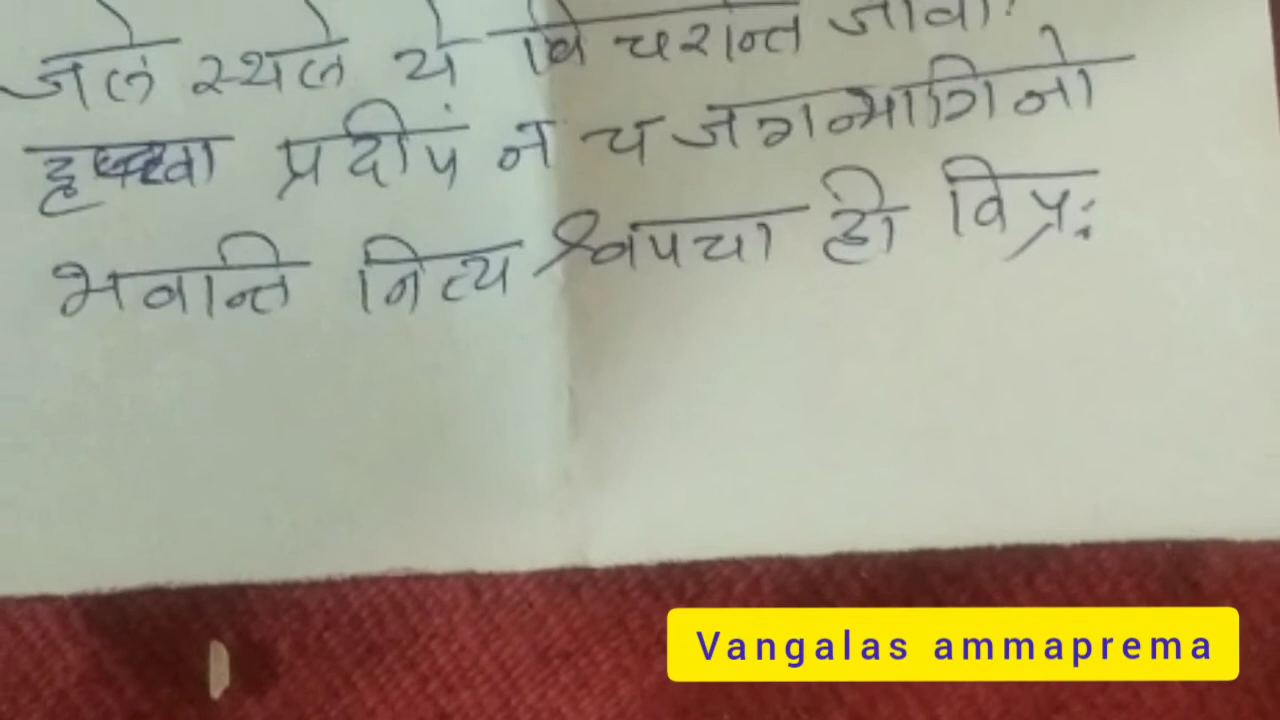 जले स्थले ये विचरन्ति जीवाः
दृष्ट्वा प्रदीपं न च जन्मभागिनो
भवन्ति नित्य श्वपचा ही विप्र:
Vangalas ammaprema